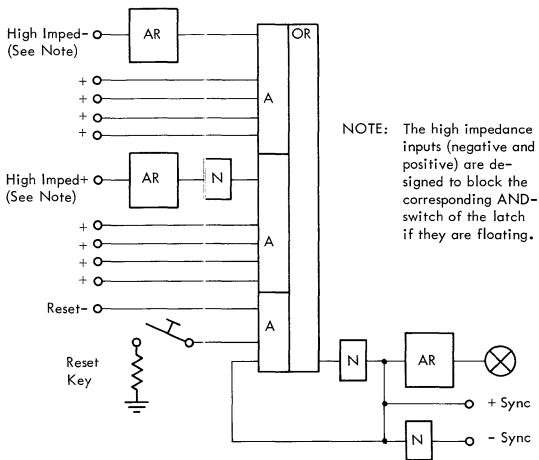 High Imped-
(See Note)
AR
OR
+
+
+
+
A
High Imped+
(See Note)
AR
N
+
+
+
+
A
Reset-
A
Reset
Key
N
AR
+ Sync
N
- Sync
NOTE: The high impedance
inputs (negative and
positive) are de-
signed to block the
corresponding AND-
switch of the latch
if they are floating.